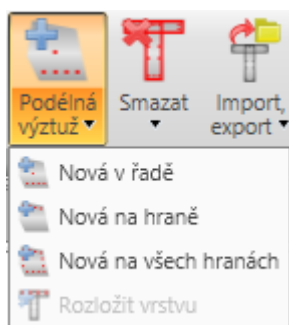 Podélná výztuž
Smazat
Import, export
Nová v řadě
Nová na hraně
Nová na všech hranách
Rozložit vrstvu